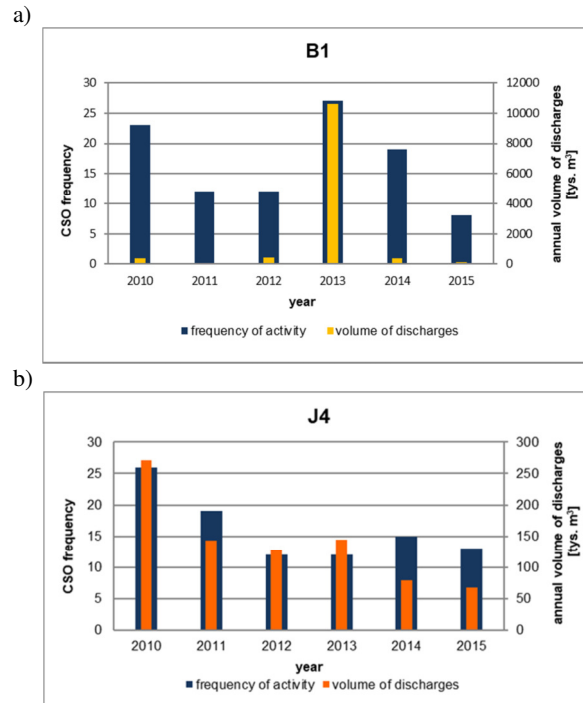 a)
B1
CSO frequency
30
25
20
15
10
5
0
12000
10000
8000
6000
4000
2000
0
annual volume of discharges
[tys. m³]
2010 2011 2012 2013 2014 2015
year
frequency of activity volume of discharges
b)
J4
CSO frequency
30
25
20
15
10
5
0
300
250
200
150
100
50
0
annual volume of discharges
[tys. m³]
2010 2011 2012 2013 2014 2015
year
frequency of activity volume of discharges